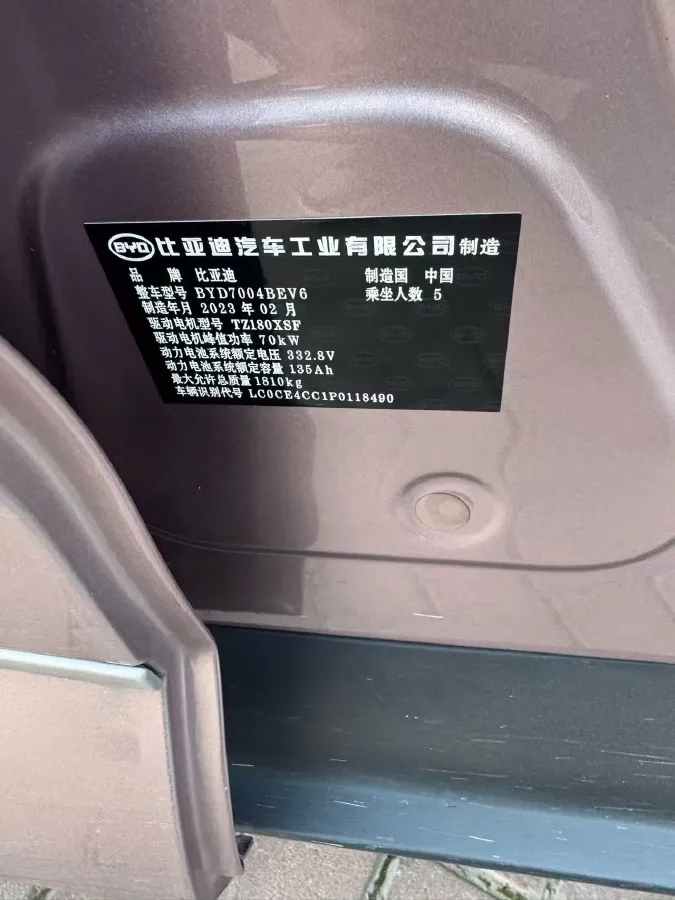 BYD 比亚迪汽车工业有限公司制造
品 牌 比亚迪 制造国 中国
整车型号 BYD7004BEV6 乘坐人数 5
制造年月 2023 年 02 月
驱动电机型号 TZ180XSF
驱动电机峰值功率 70kW
动力电池系统额定电压 332.8V
动力电池系统额定容量 135Ah
最大允许总质量 1810kg
车辆识别代号 LC0CE4CC1P0118490